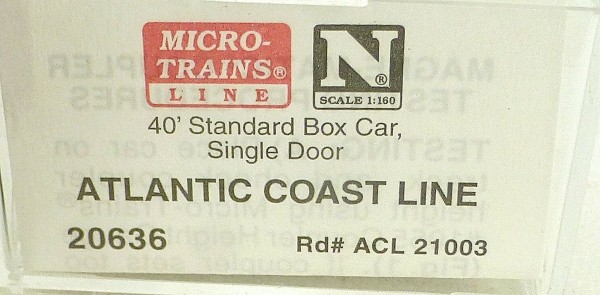 MICRO-
TRAINS®
LINE
N®
SCALE 1:160
40' Standard Box Car,
Single Door
ATLANTIC COAST LINE
20636 Rd# ACL 21003